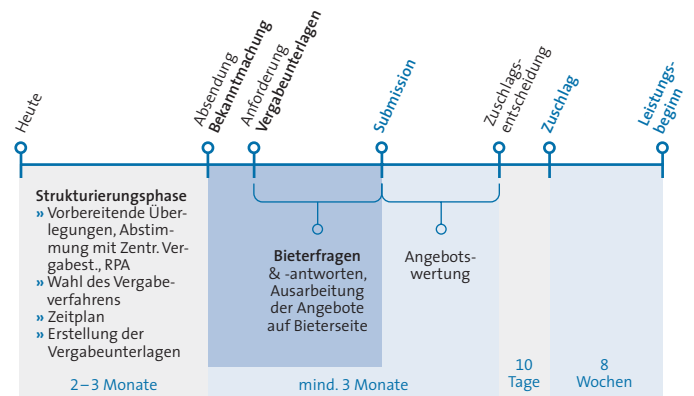 Heute
Absendung
Bekanntmachung
Anforderung
Vergabeunterlagen
Submission
Zuschlags-
entscheidung
Zuschlag
Leistungs-
beginn
Strukturierungsphase
» Vorbereitende Über-
legungen, Abstim-
mung mit Zentr. Ver-
gabest., RPA
» Wahl des Vergabe-
verfahrens
» Zeitplan
» Erstellung der
Vergabeunterlagen
Bieterfragen
& -antworten,
Ausarbeitung
der Angebote
auf Bieterseite
Angebots-
wertung
2–3 Monate
mind. 3 Monate
10
Tage
8
Wochen